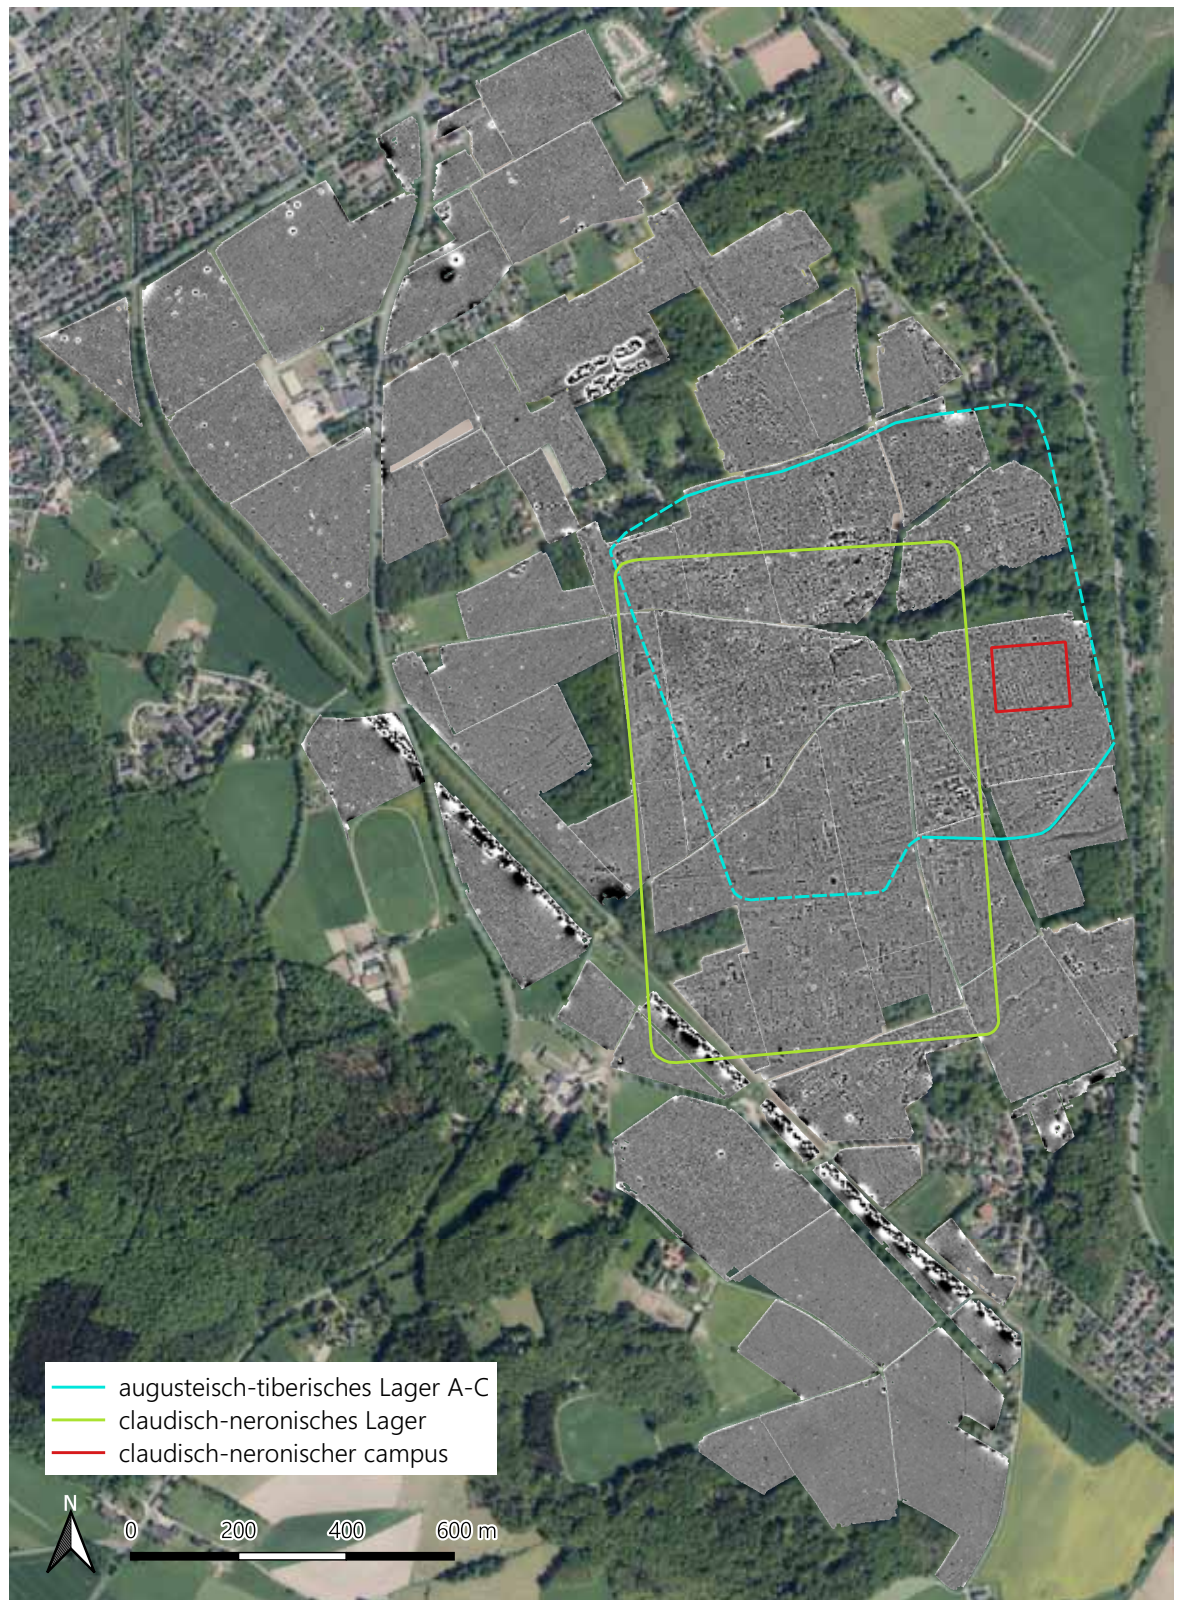 augusteisch-tiberisches Lager A-C
claudisch-neronisches Lager
claudisch-neronischer campus
N
0 200 400 600 m